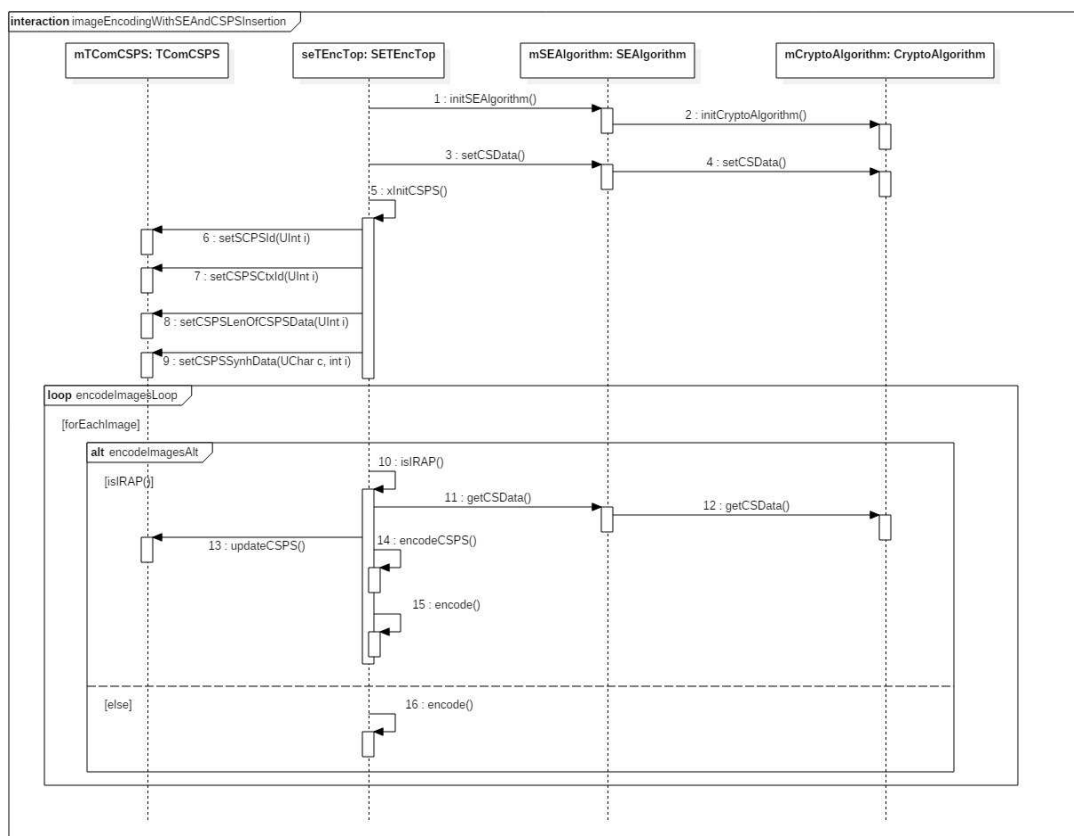 interaction imageEncodingWithSEAndCSPSInsertion
mTComCSPS: TComCSPS
seTEncTop: SETEncTop
mSEAlgorithm: SEAlgorithm
mCryptoAlgorithm: CryptoAlgorithm
1 : initSEAlgorithm()
2 : initCryptoAlgorithm()
3 : setCSData()
4 : setCSData()
5 : xInitCSPS()
6 : setSCPSId(UInt i)
7 : setCSPSCtxId(UInt i)
8 : setCSPSLenOfCSPSData(UInt i)
9 : setCSPSSynhData(UChar c, int i)
loop encodeImagesLoop
[forEachImage]
alt encodeImagesAlt
10 : isIRAP()
[isIRAP()]
11 : getCSData()
12 : getCSData()
13 : updateCSPS()
14 : encodeCSPS()
15 : encode()
[else]
16 : encode()